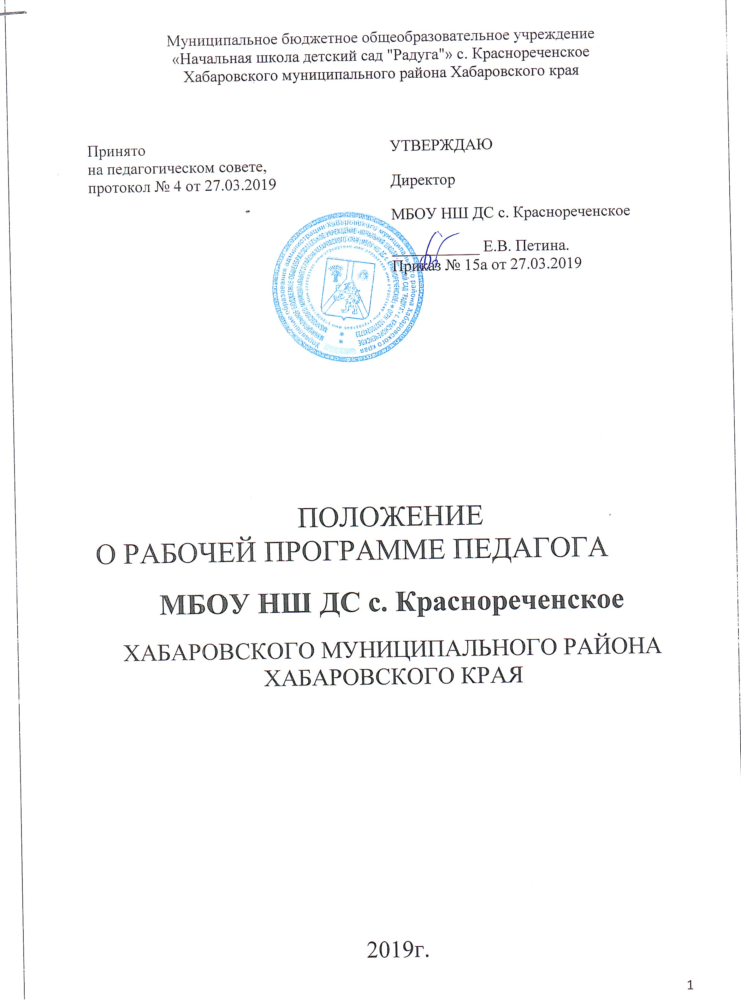 Муниципальное бюджетное общеобразовательное учреждение
«Начальная школа детский сад "Радуга"» с. Краснореченское
Хабаровского муниципального района Хабаровского края
Принято
на педагогическом совете,
протокол № 4 от 27.03.2019
УТВЕРЖДАЮ
Директор
МБОУ НШ ДС с. Краснореченское
____________ Е.В. Петина.
Приказ № 15а от 27.03.2019
Управление образования администрации Хабаровского муниципального района Хабаровского края
ПОЛОЖЕНИЕ
О РАБОЧЕЙ ПРОГРАММЕ ПЕДАГОГА
МБОУ НШ ДС с. Краснореченское
ХАБАРОВСКОГО МУНИЦИПАЛЬНОГО РАЙОНА
ХАБАРОВСКОГО КРАЯ
2019г.
1